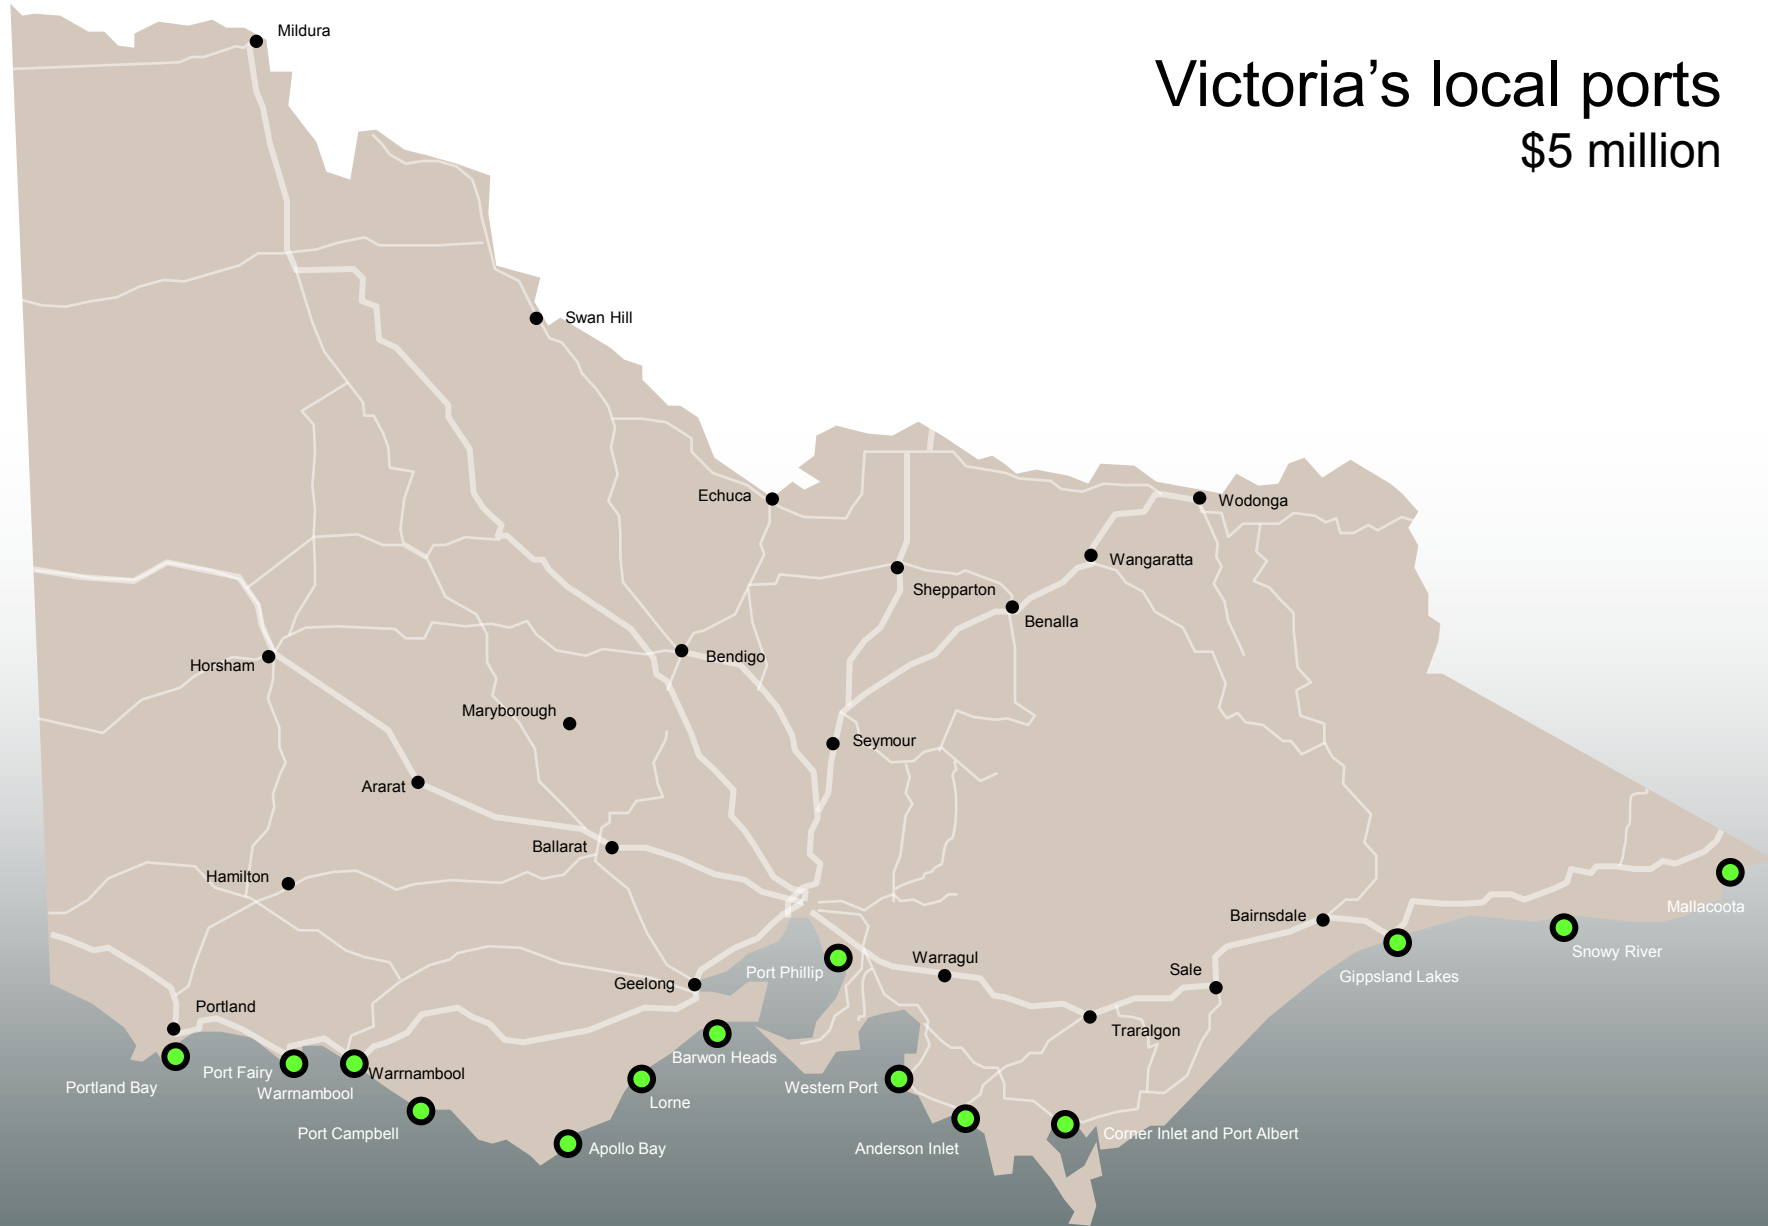 Mildura
Victoria’s local ports
$5 million
Swan Hill
Echuca
Wodonga
Wangaratta
Shepparton
Benalla
Horsham
Bendigo
Maryborough
Seymour
Ararat
Ballarat
Hamilton
Mallacoota
Bairnsdale
Snowy River
Warragul
Port Phillip
Sale
Gippsland Lakes
Geelong
Portland
Traralgon
Barwon Heads
Port Fairy
Warrnambool
Portland Bay
Western Port
Warrnambool
Lorne
Port Campbell
Corner Inlet and Port Albert
Apollo Bay
Anderson Inlet